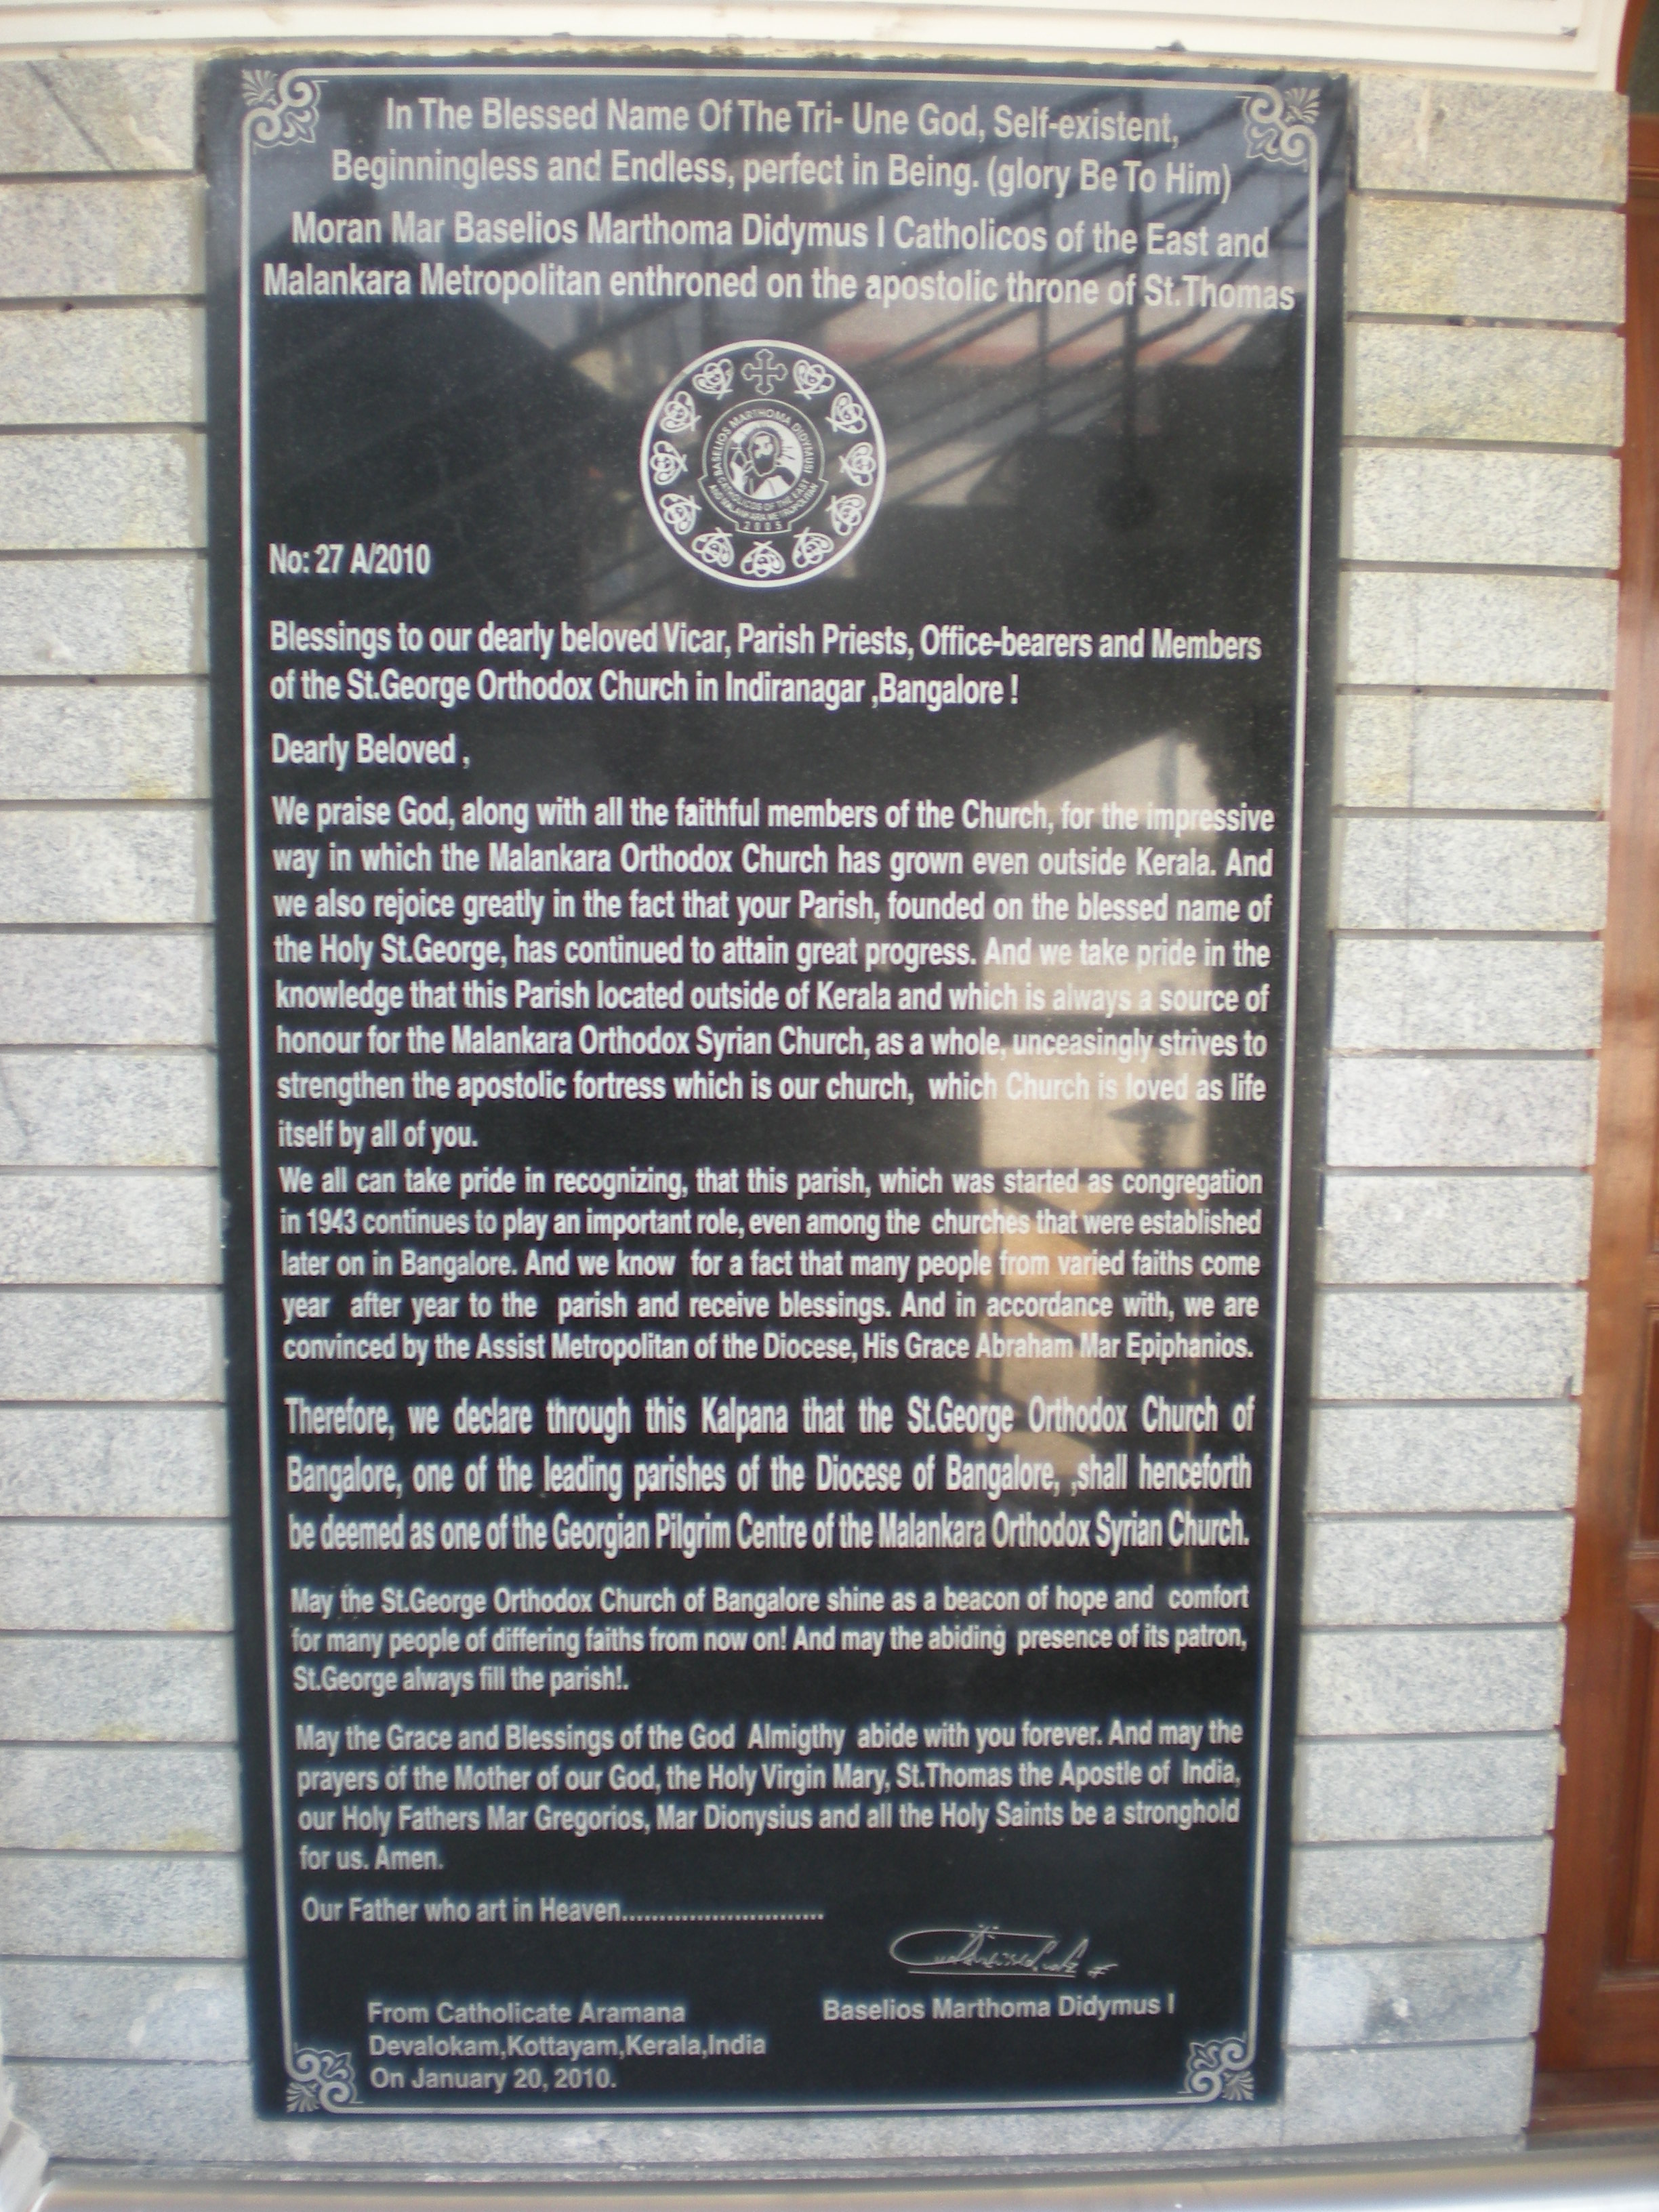 In The Blessed Name Of The Tri- Une God, Self-existent,
Beginningless and Endless, perfect in Being. (glory Be To Him)
Moran Mar Baselios Marthoma Didymus I Catholicos of the East and
Malankara Metropolitan enthroned on the apostolic throne of St.Thomas
BASELIOS MARTHOMA DIDYMUS I
CATHOLICOS OF THE EAST
AND MALANKARA METROPOLITAN
2005
No: 27 A/2010
Blessings to our dearly beloved Vicar, Parish Priests, Office-bearers and Members
of the St.George Orthodox Church in Indiranagar ,Bangalore !
Dearly Beloved ,
We praise God, along with all the faithful members of the Church, for the impressive
way in which the Malankara Orthodox Church has grown even outside Kerala. And
we also rejoice greatly in the fact that your Parish, founded on the blessed name of
the Holy St.George, has continued to attain great progress. And we take pride in the
knowledge that this Parish located outside of Kerala and which is always a source of
honour for the Malankara Orthodox Syrian Church, as a whole, unceasingly strives to
strengthen the apostolic fortress which is our church, which Church is loved as life
itself by all of you.
We all can take pride in recognizing, that this parish, which was started as congregation
in 1943 continues to play an important role, even among the churches that were established
later on in Bangalore. And we know for a fact that many people from varied faiths come
year after year to the parish and receive blessings. And in accordance with, we are
convinced by the Assist Metropolitan of the Diocese, His Grace Abraham Mar Epiphanios.
Therefore, we declare through this Kalpana that the St.George Orthodox Church of
Bangalore, one of the leading parishes of the Diocese of Bangalore, ,shall henceforth
be deemed as one of the Georgian Pilgrim Centre of the Malankara Orthodox Syrian Church.
May the St.George Orthodox Church of Bangalore shine as a beacon of hope and comfort
for many people of differing faiths from now on! And may the abiding presence of its patron,
St.George always fill the parish!.
May the Grace and Blessings of the God Almigthy abide with you forever. And may the
prayers of the Mother of our God, the Holy Virgin Mary, St.Thomas the Apostle of India,
our Holy Fathers Mar Gregorios, Mar Dionysius and all the Holy Saints be a stronghold
for us. Amen.
Our Father who art in Heaven...........................
Baselios Marthoma Didymus I
From Catholicate Aramana
Devalokam,Kottayam,Kerala,India
On January 20, 2010.